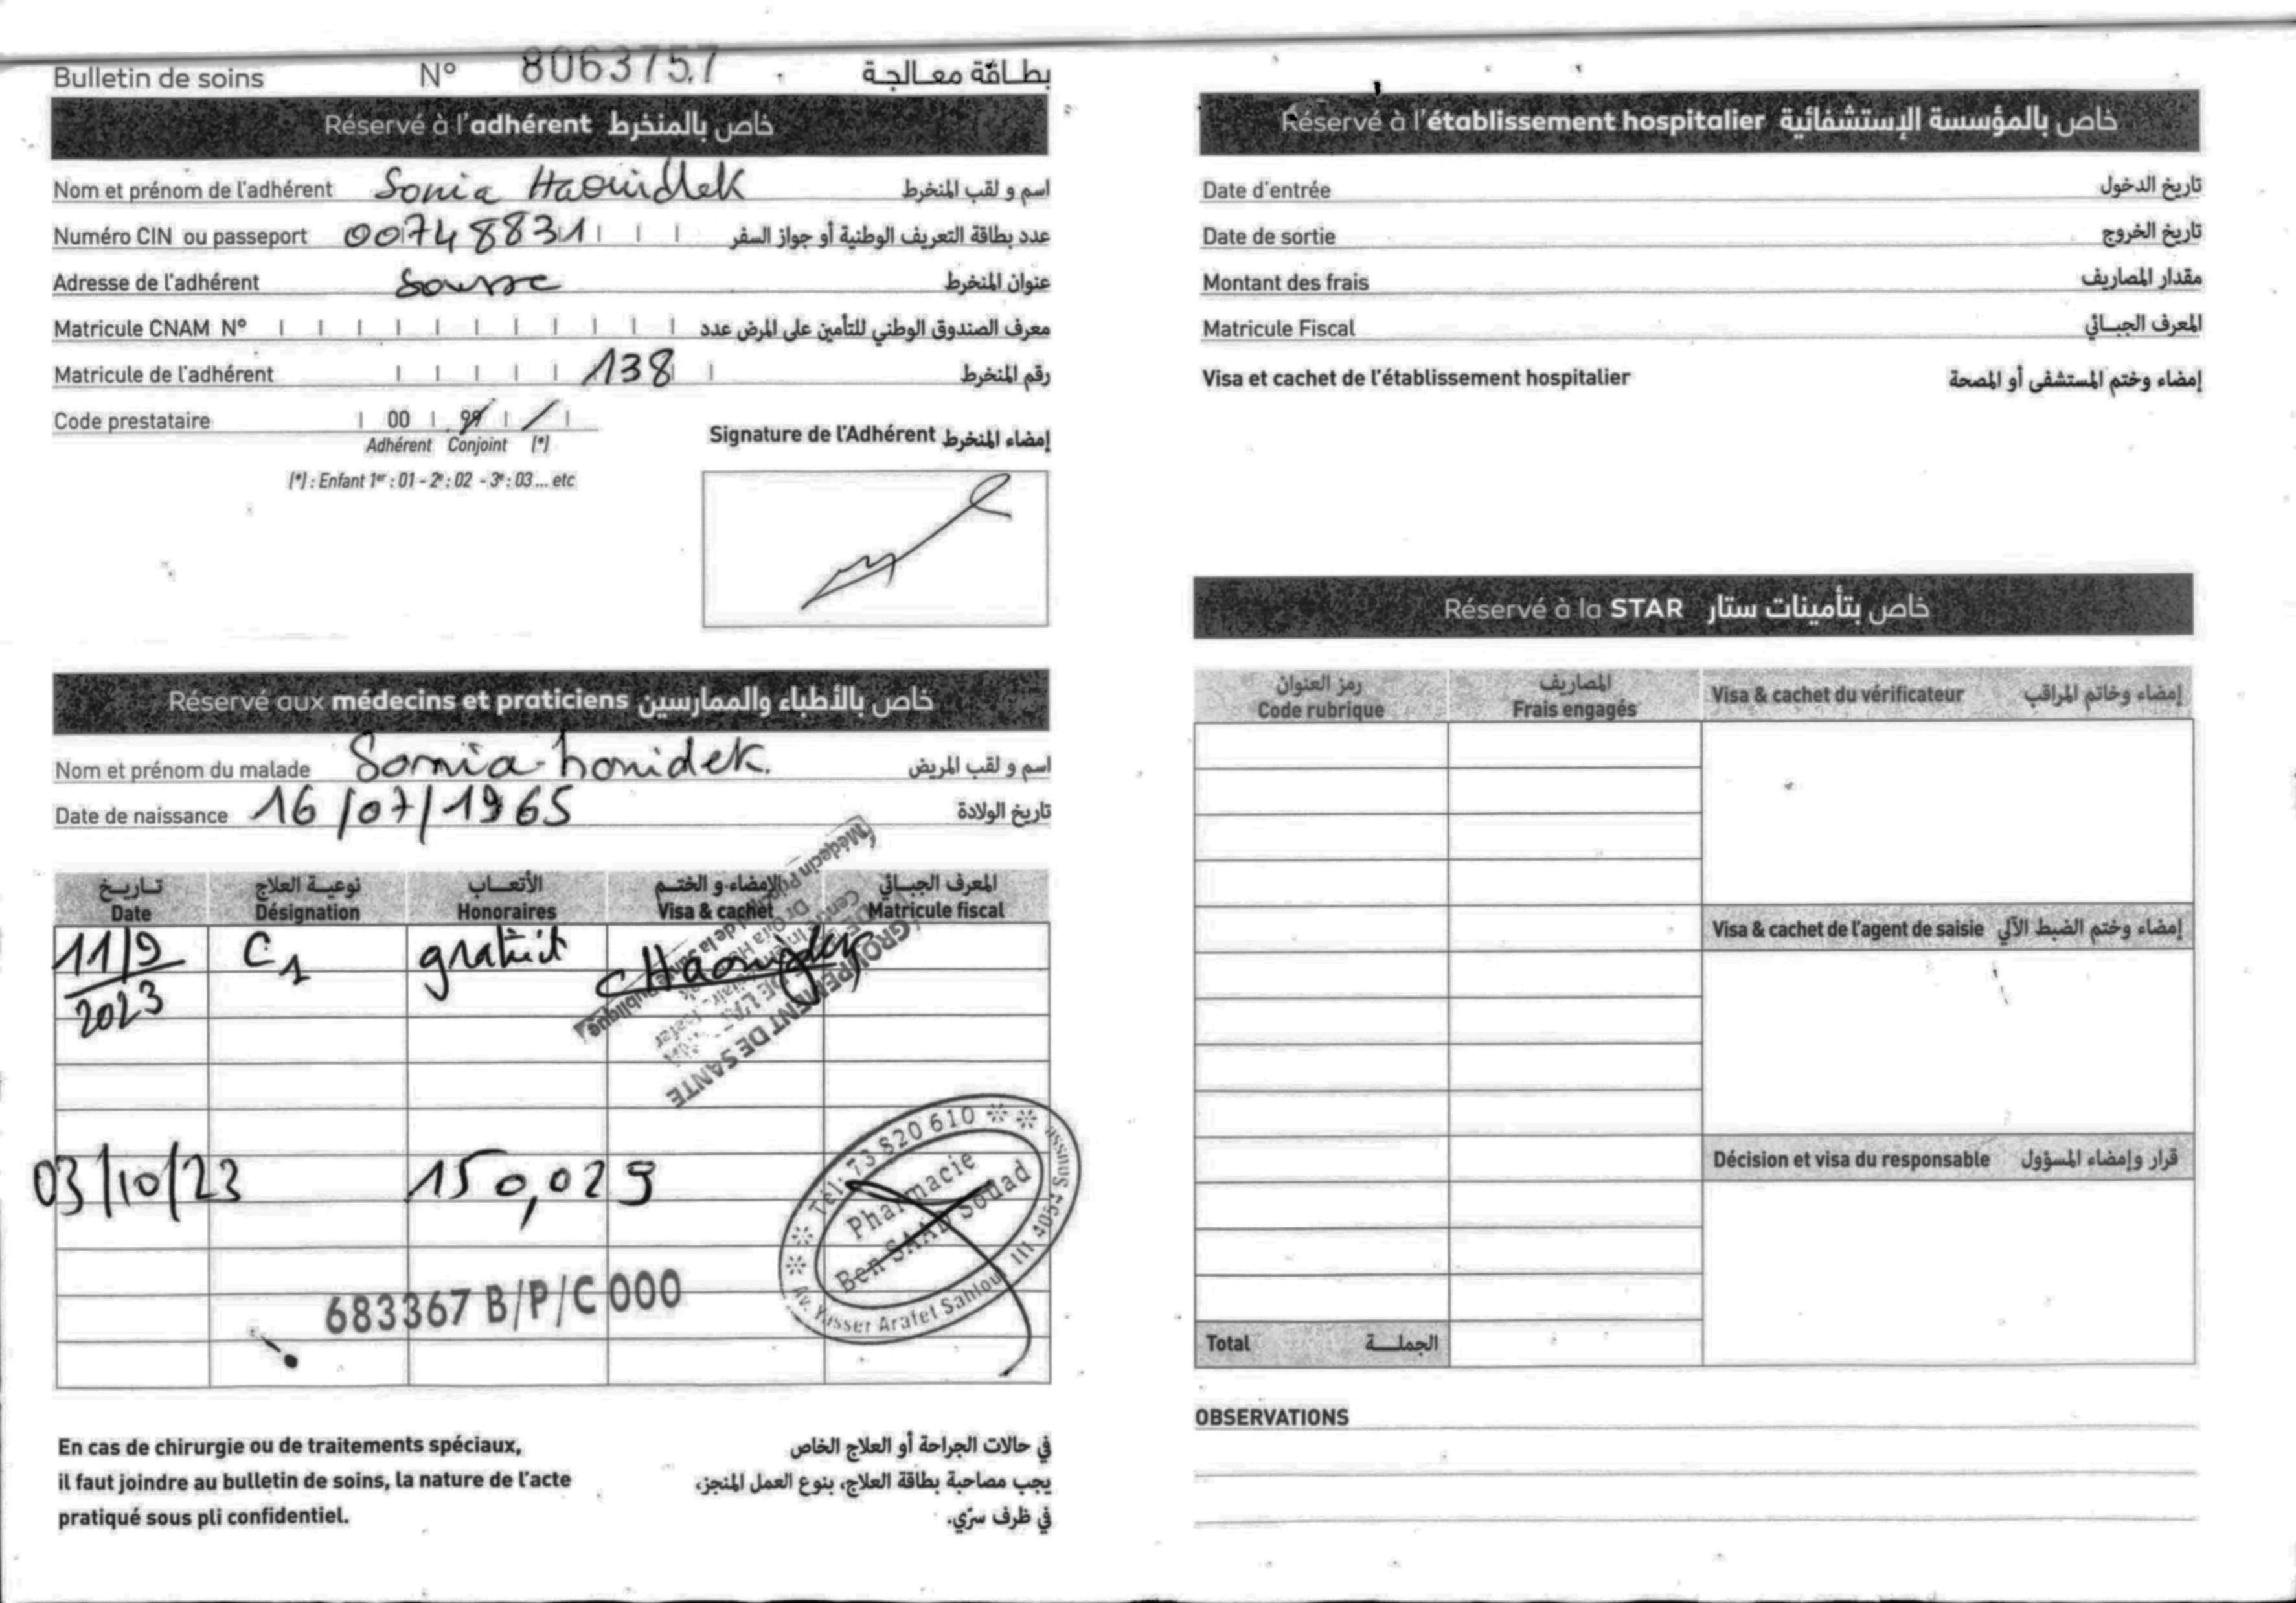 Bulletin de soins N° 8063757 بطاقة معالجة
Réservé à l'adhérent خاص بالمنخرط
Nom et prénom de l'adhérent Sonia Haouidek اسم و لقب المنخرط
Numéro CIN ou passeport 00748831 عدد بطاقة التعريف الوطنية أو جواز السفر
Adresse de l'adhérent Sousse عنوان المنخرط
Matricule CNAM N° معرف الصندوق الوطني للتأمين على المرض عدد
Matricule de l'adhérent 138 رقم المنخرط
Code prestataire 00 99 /
Adhérent Conjoint (*)
(*) : Enfant 1er : 01 - 2e : 02 - 3e : 03 ... etc
Signature de l'Adhérent إمضاء المنخرط
Réservé aux médecins et praticiens خاص بالأطباء والممارسين
Nom et prénom du malade Sonia houidek. اسم و لقب المريض
Date de naissance 16/07/1965 تاريخ الولادة
تاريخ نوعية العلاج الأتعاب الإمضاء و الختم المعرف الجبائي
Date Désignation Honoraires Visa & cachet Matricule fiscal
11/9 C1 gratuit
2023
GROUPEMENT DE SANTE
03/10/23 150,029
Tél: 73 820 610
Pharmacie
Ben SAAD Souad
Av. Yasser Arafet Sahloul III 4054 Sousse
683367 B/P/C 000
En cas de chirurgie ou de traitements spéciaux,
il faut joindre au bulletin de soins, la nature de l'acte
pratiqué sous pli confidentiel.
في حالات الجراحة أو العلاج الخاص
يجب مصاحبة بطاقة العلاج، بنوع العمل المنجز،
في ظرف سرّي.
Réservé à l'établissement hospitalier خاص بالمؤسسة الإستشفائية
Date d'entrée تاريخ الدخول
Date de sortie تاريخ الخروج
Montant des frais مقدار المصاريف
Matricule Fiscal المعرف الجبائي
Visa et cachet de l'établissement hospitalier إمضاء وختم المستشفى أو المصحة
Réservé à la STAR خاص بتأمينات ستار
رمز العنوان المصاريف
Code rubrique Frais engagés Visa & cachet du vérificateur إمضاء وخاتم المراقب
Visa & cachet de l'agent de saisie إمضاء وختم الضبط الآلي
Décision et visa du responsable قرار وإمضاء المسؤول
Total الجملة
OBSERVATIONS